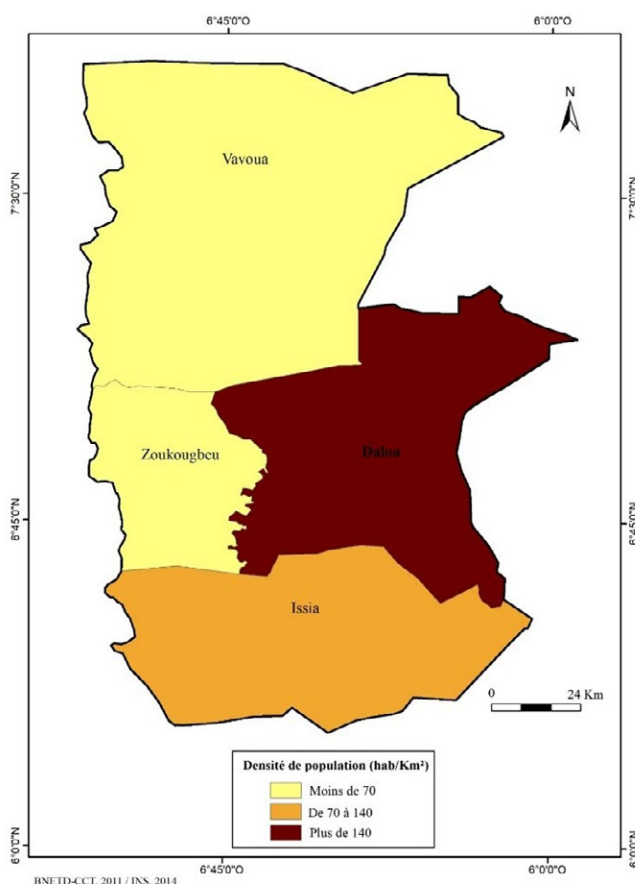 6°45'0"O 6°0'0"O
N
Vavoua
7°30'0"N 7°30'0"N
Daloa
Zoukougbeu
6°45'0"N 6°45'0"N
Issia
0 24 Km
Densité de population (hab/Km²)
Moins de 70
De 70 à 140
Plus de 140
6°0'0"N 6°0'0"N
6°45'0"O 6°0'0"O
BNETD-CCT, 2011 / INS, 2014